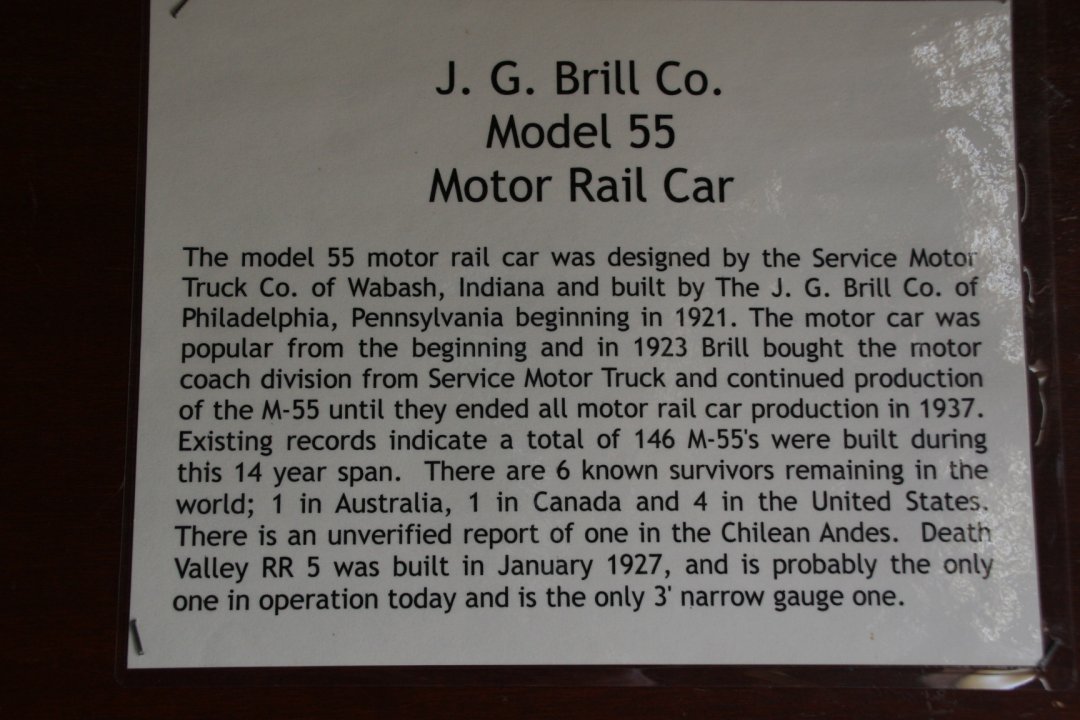 J. G. Brill Co.
Model 55
Motor Rail Car
The model 55 motor rail car was designed by the Service Motor
Truck Co. of Wabash, Indiana and built by The J. G. Brill Co. of
Philadelphia, Pennsylvania beginning in 1921. The motor car was
popular from the beginning and in 1923 Brill bought the motor
coach division from Service Motor Truck and continued production
of the M-55 until they ended all motor rail car production in 1937.
Existing records indicate a total of 146 M-55's were built during
this 14 year span. There are 6 known survivors remaining in the
world; 1 in Australia, 1 in Canada and 4 in the United States.
There is an unverified report of one in the Chilean Andes. Death
Valley RR 5 was built in January 1927, and is probably the only
one in operation today and is the only 3' narrow gauge one.